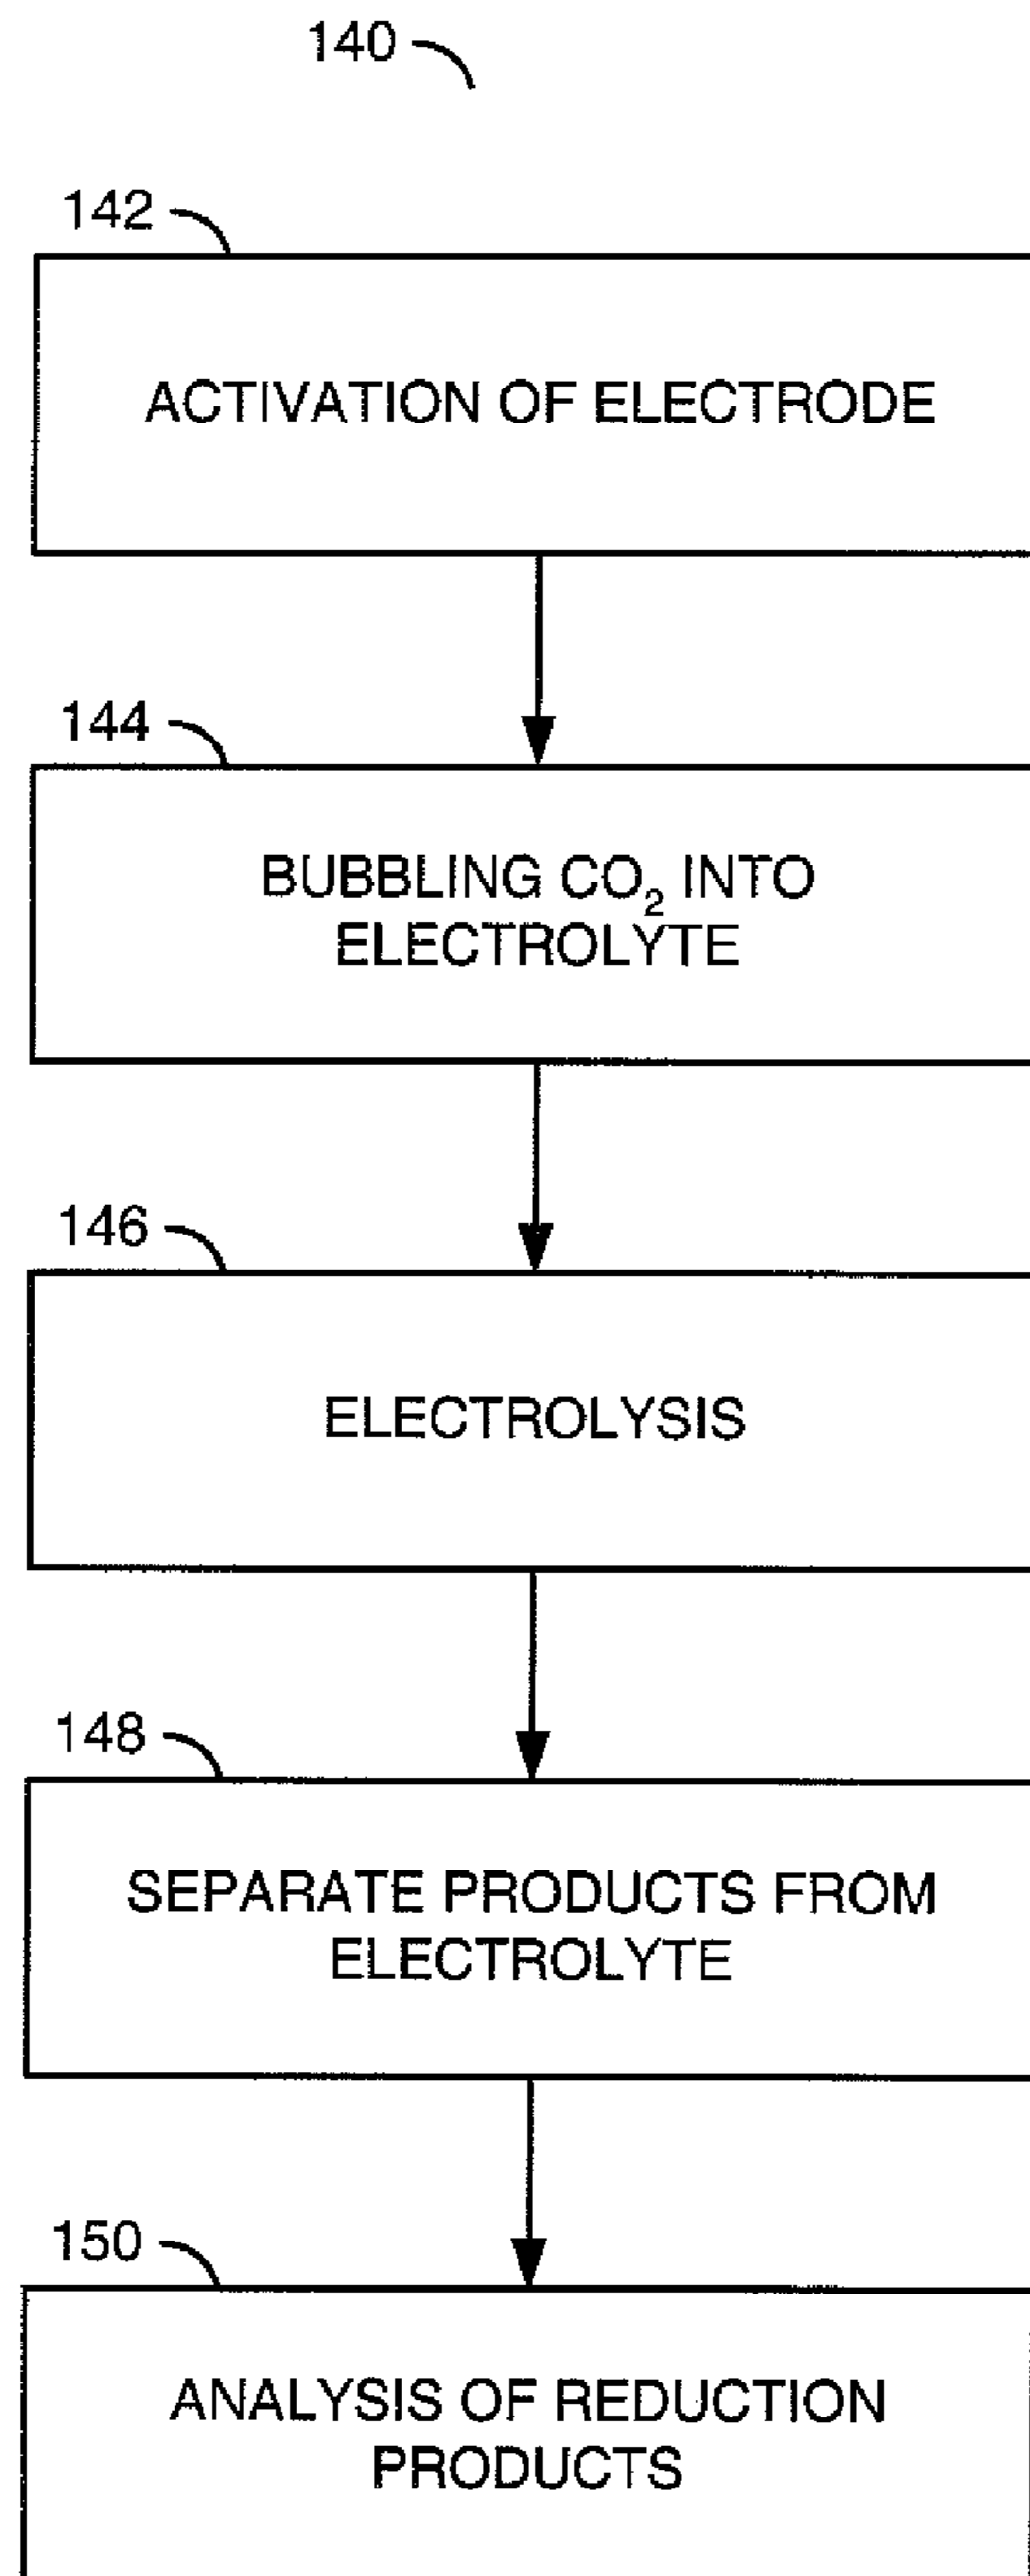 140
142
ACTIVATION OF ELECTRODE
144
BUBBLING CO₂ INTO
ELECTROLYTE
146
ELECTROLYSIS
148
SEPARATE PRODUCTS FROM
ELECTROLYTE
150
ANALYSIS OF REDUCTION
PRODUCTS